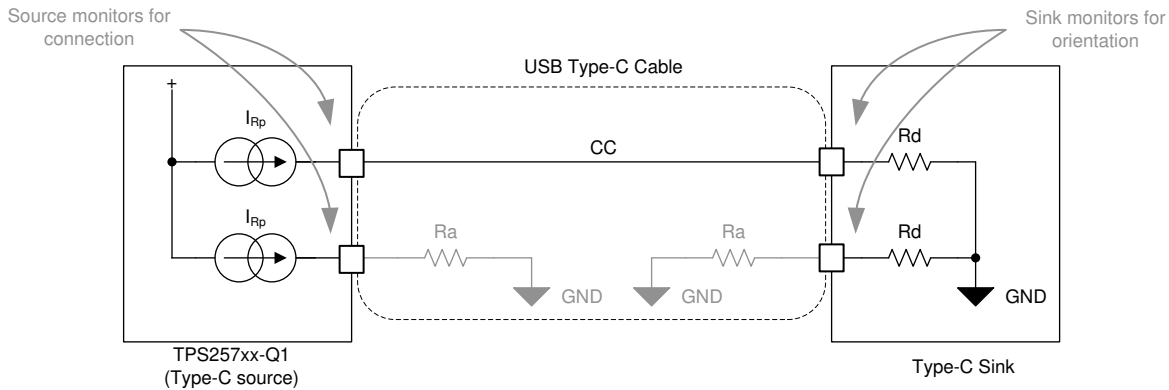 Source monitors for
connection
Sink monitors for
orientation
USB Type-C Cable
+
IRp
CC
Rd
IRp
Ra
Ra
Rd
GND
GND
GND
TPS257xx-Q1
(Type-C source)
Type-C Sink